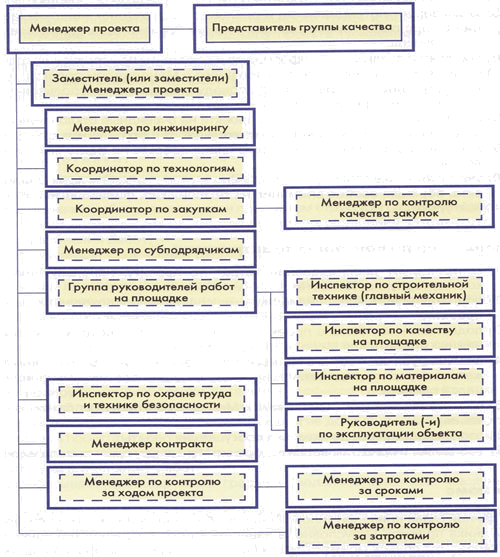 Менеджер проекта
Представитель группы качества
Заместитель (или заместители)
Менеджера проекта
Менеджер по инжинирингу
Координатор по технологиям
Координатор по закупкам
Менеджер по контролю
качества закупок
Менеджер по субподрядчикам
Группа руководителей работ
на площадке
Инспектор по строительной
технике (главный механик)
Инспектор по качеству
на площадке
Инспектор по материалам
на площадке
Руководитель (-и)
по эксплуатации объекта
Инспектор по охране труда
и технике безопасности
Менеджер контракта
Менеджер по контролю
за ходом проекта
Менеджер по контролю
за сроками
Менеджер по контролю
за затратами